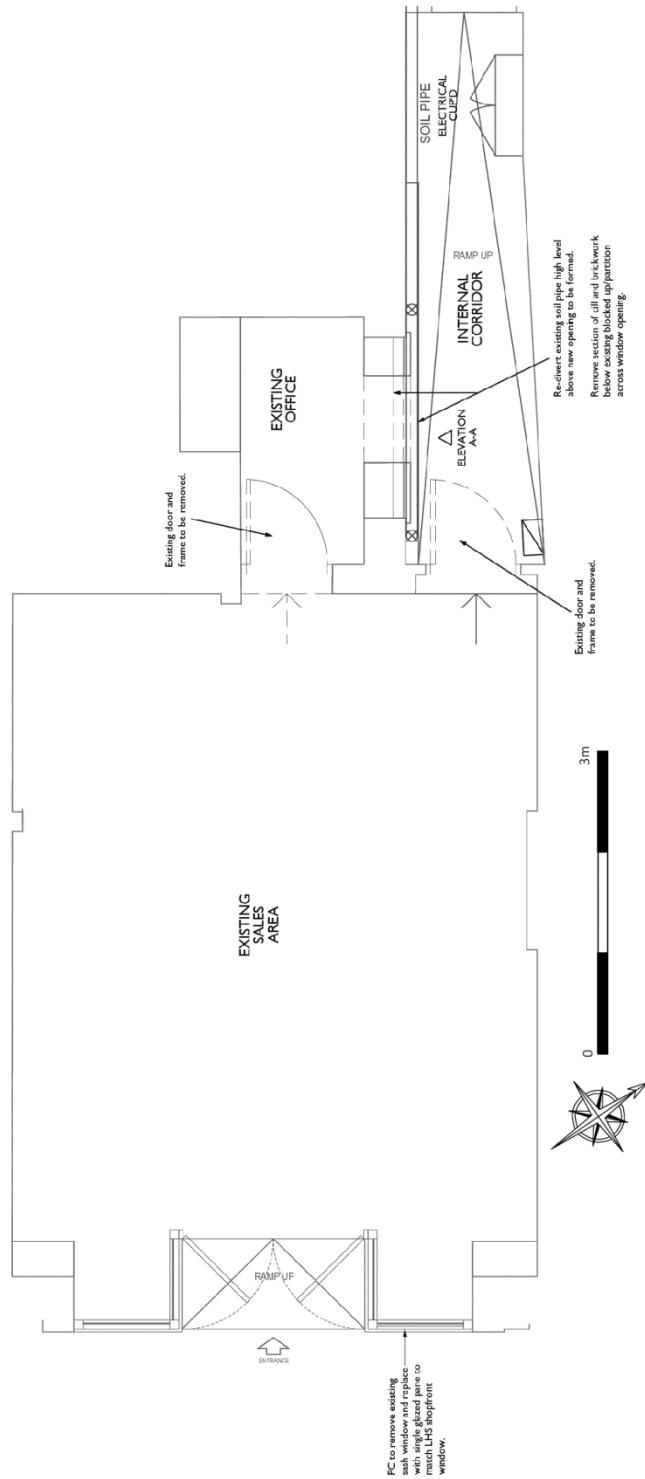 SOIL PIPE
ELECTRICAL
CUP'D
RAMP UP
INTERNAL
CORRIDOR
Re-divert existing soil pipe high level
above new opening to be formed.
Remove section of cill and brickwork
below existing blocked up/partition
across window opening.
EXISTING
OFFICE
ELEVATION
A-A
Existing door and
frame to be removed.
Existing door and
frame to be removed.
EXISTING
SALES
AREA
0
3m
RAMP UP
ENTRANCE
PC to remove existing
sash window and replace
with single glazed pane to
match LHS shopfront
window.